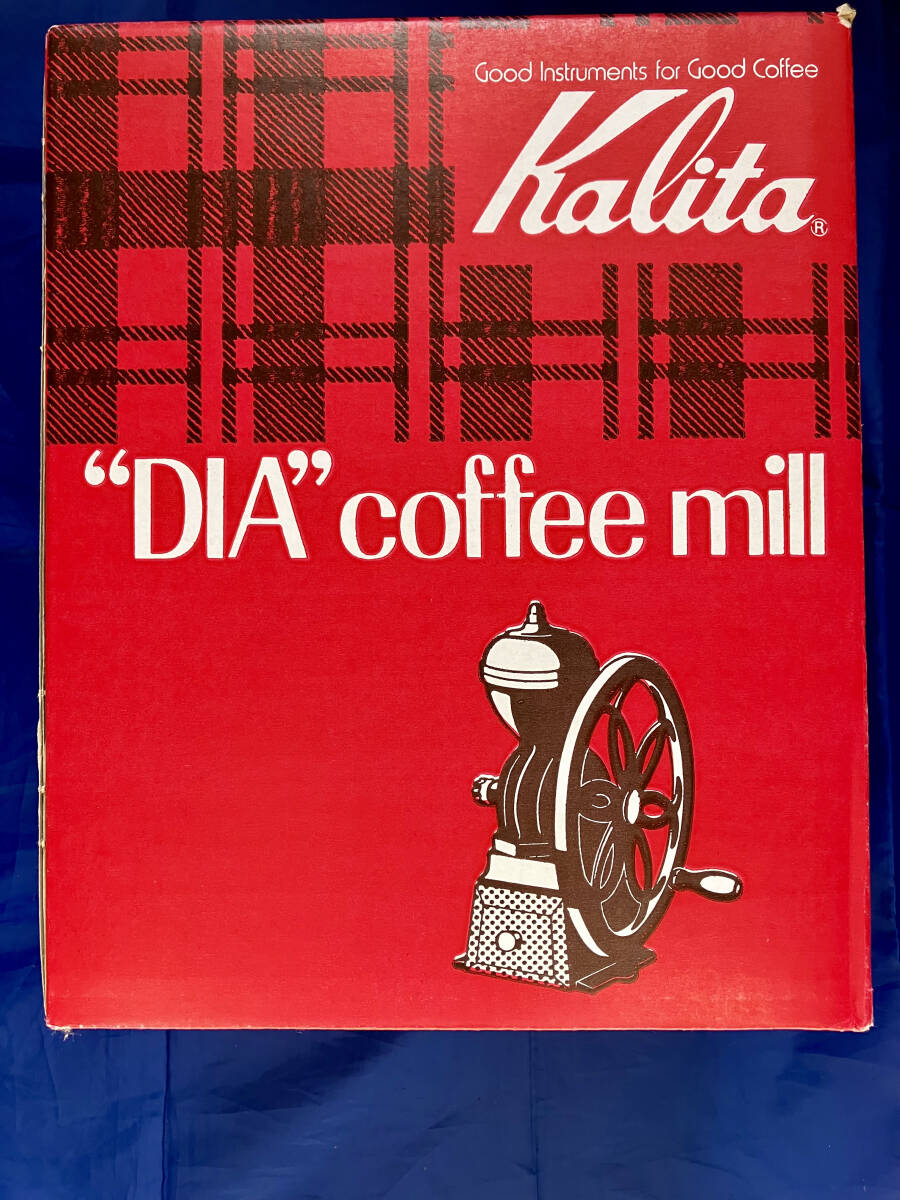 Good Instruments for Good Coffee
Kalita®
“DIA” coffee mill